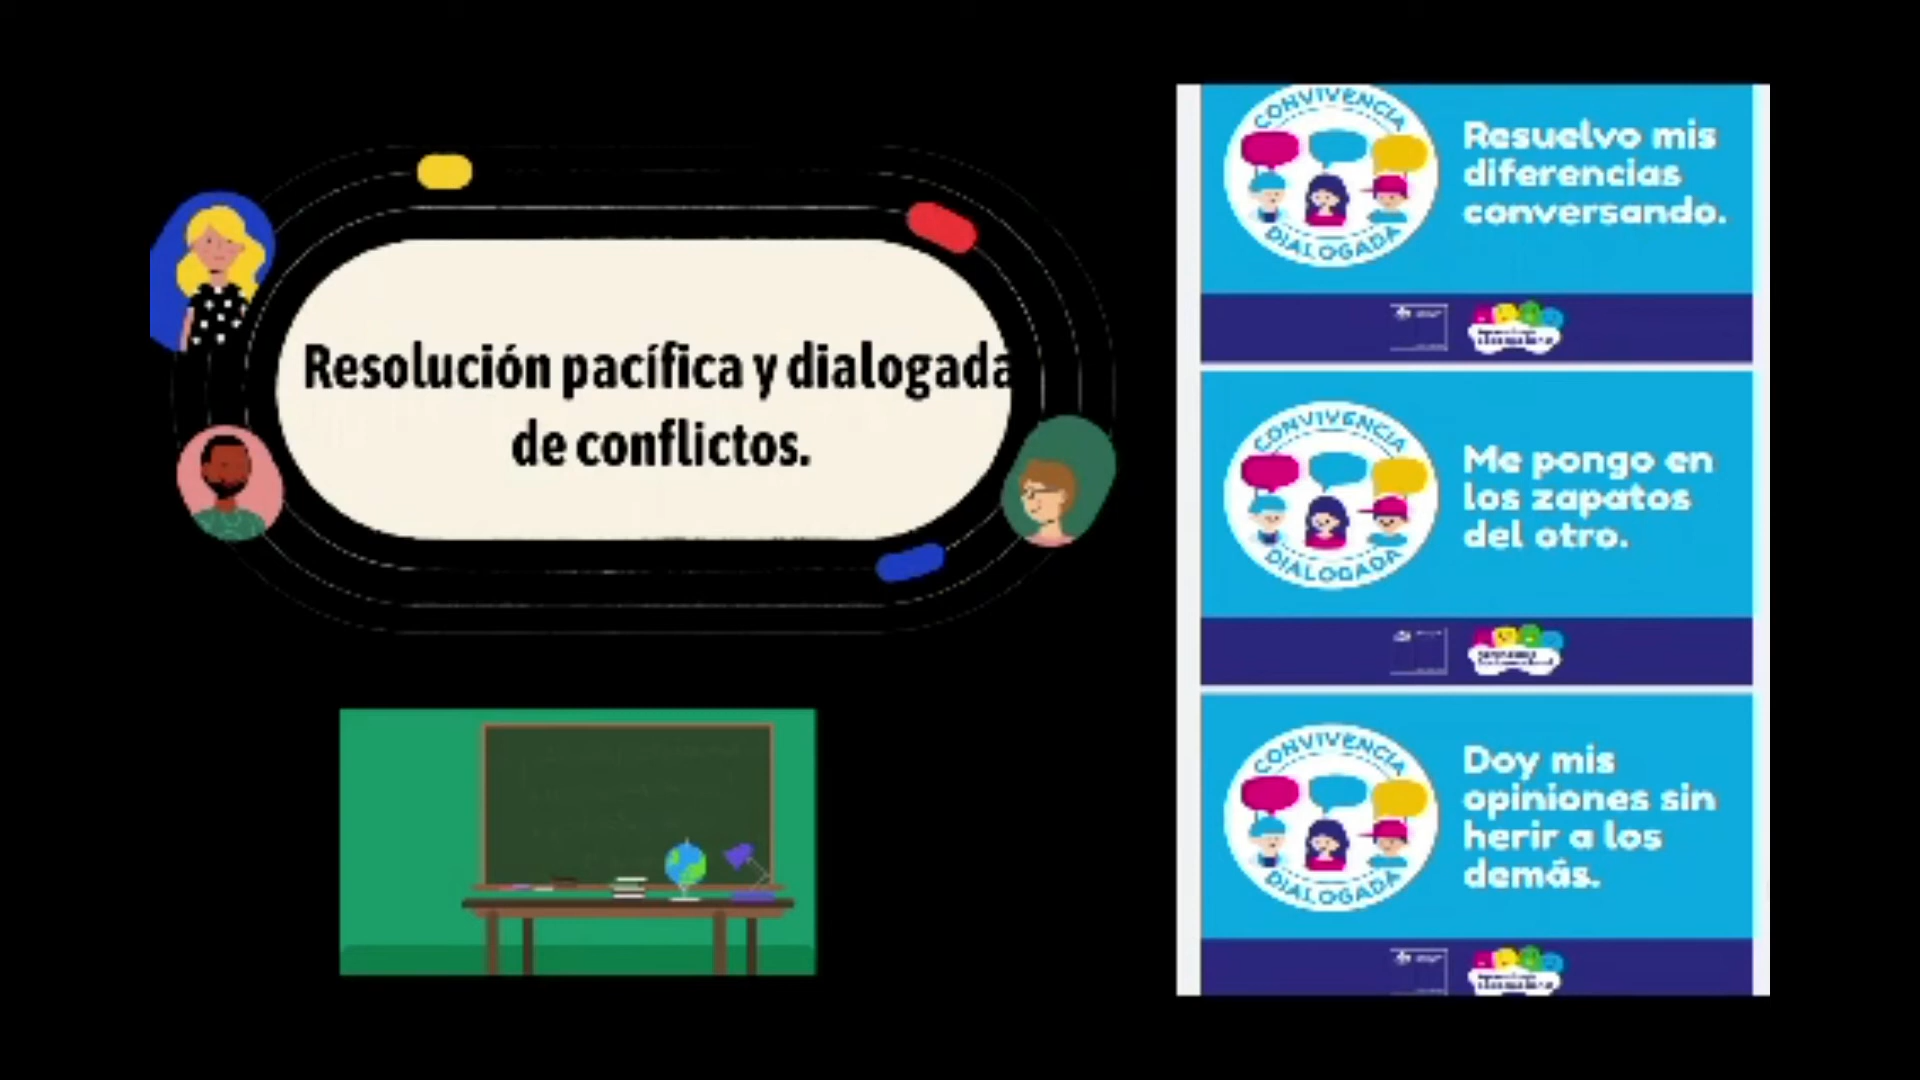 Resolución pacífica y dialogada
de conflictos.
CONVIVENCIA
DIALOGADA
Resuelvo mis
diferencias
conversando.
CONVIVENCIA
DIALOGADA
Me pongo en
los zapatos
del otro.
CONVIVENCIA
DIALOGADA
Doy mis
opiniones sin
herir a los
demás.